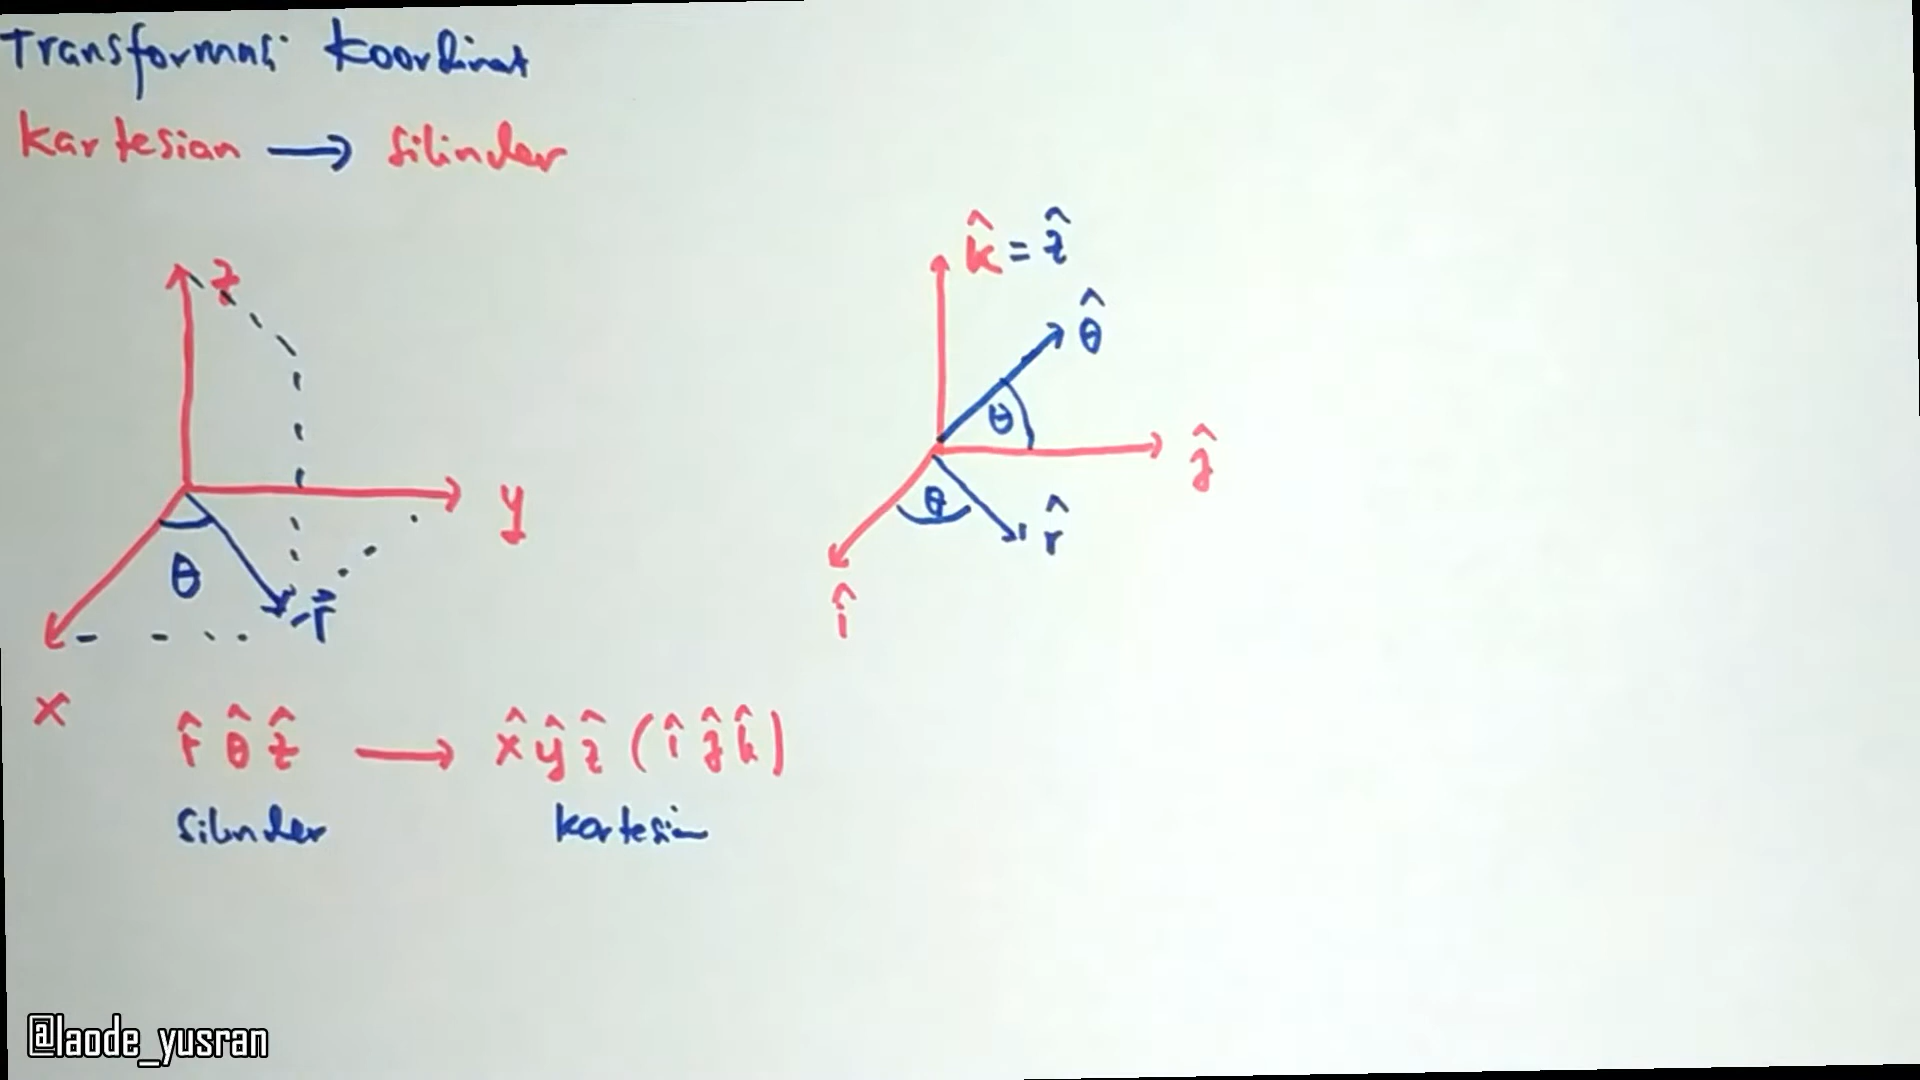 Transformasi Koordinat
Kartesian → Silinder
z
y
x
θ
r⃗
r̂ θ̂ ẑ → x̂ ŷ ẑ ( î ĵ k̂ )
Silinder kartesian
k̂ = ẑ
θ̂
θ
ĵ
θ
r̂
î
@laode_yusran